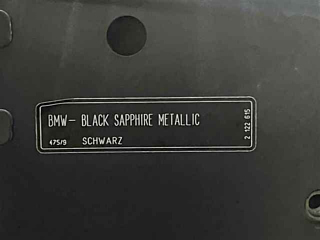 BMW- BLACK SAPPHIRE METALLIC
475/9 SCHWARZ
2 122 615